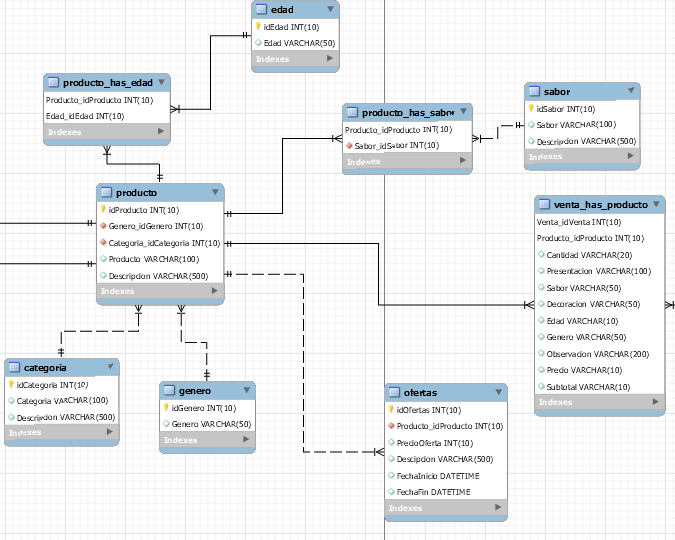 edad
idEdad INT(10)
Edad VARCHAR(50)
Indexes
producto_has_edad
Producto_idProducto INT(10)
Edad_idEdad INT(10)
Indexes
producto_has_sabor
Producto_idProducto INT(10)
Sabor_idSabor INT(10)
Indexes
sabor
idSabor INT(10)
Sabor VARCHAR(100)
Descripcion VARCHAR(500)
Indexes
producto
idProducto INT(10)
Genero_idGenero INT(10)
Categoria_idCategoria INT(10)
Producto VARCHAR(100)
Descripcion VARCHAR(500)
Indexes
venta_has_producto
Venta_idVenta INT(10)
Producto_idProducto INT(10)
Cantidad VARCHAR(20)
Presentacion VARCHAR(100)
Sabor VARCHAR(50)
Decoracion VARCHAR(50)
Edad VARCHAR(10)
Genero VARCHAR(50)
Observacion VARCHAR(200)
Precio VARCHAR(10)
Subtotal VARCHAR(10)
Indexes
categoria
idCategoria INT(10)
Categoria VARCHAR(100)
Descripcion VARCHAR(500)
Indexes
genero
idGenero INT(10)
Genero VARCHAR(50)
Indexes
ofertas
idOfertas INT(10)
Producto_idProducto INT(10)
PrecioOferta INT(10)
Descipcion VARCHAR(500)
FechaInicio DATETIME
FechaFin DATETIME
Indexes